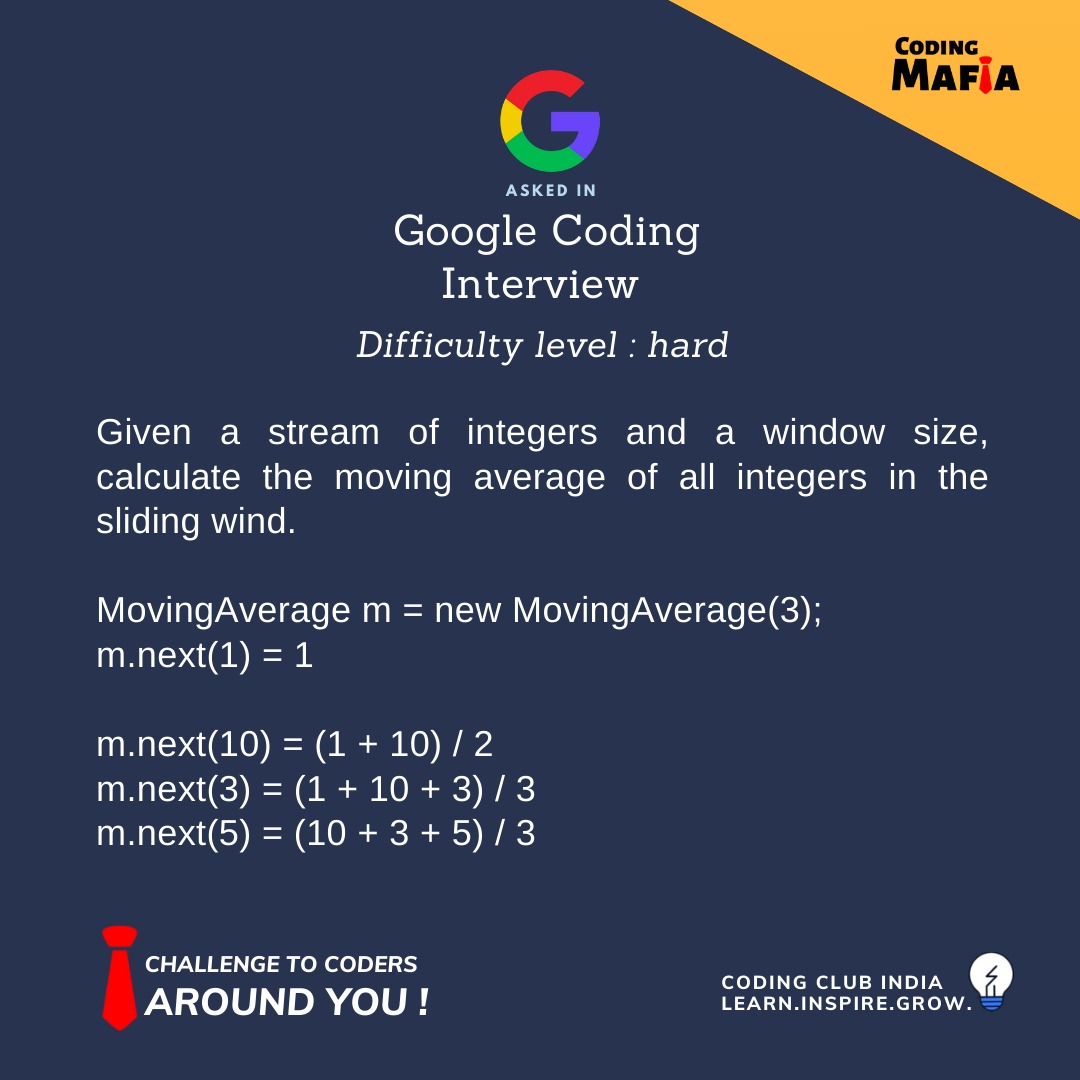 CODING
MAFIA
ASKED IN
Google Coding
Interview
Difficulty level : hard
Given a stream of integers and a window size,
calculate the moving average of all integers in the
sliding wind.
MovingAverage m = new MovingAverage(3);
m.next(1) = 1
m.next(10) = (1 + 10) / 2
m.next(3) = (1 + 10 + 3) / 3
m.next(5) = (10 + 3 + 5) / 3
CHALLENGE TO CODERS
AROUND YOU !
CODING CLUB INDIA
LEARN.INSPIRE.GROW.